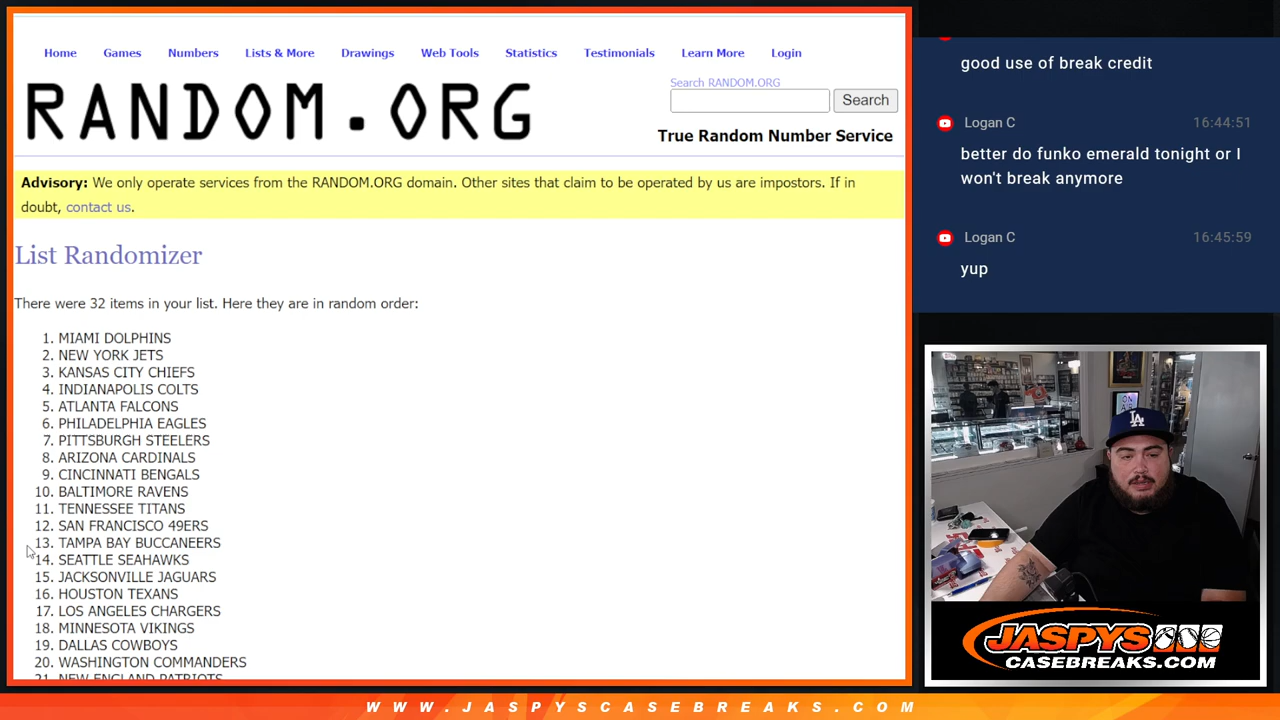 Home Games Numbers Lists & More Drawings Web Tools Statistics Testimonials Learn More Login
RANDOM.ORG
Search RANDOM.ORG
Search
True Random Number Service
Advisory: We only operate services from the RANDOM.ORG domain. Other sites that claim to be operated by us are impostors. If in
doubt, contact us.
List Randomizer
There were 32 items in your list. Here they are in random order:
1. MIAMI DOLPHINS
2. NEW YORK JETS
3. KANSAS CITY CHIEFS
4. INDIANAPOLIS COLTS
5. ATLANTA FALCONS
6. PHILADELPHIA EAGLES
7. PITTSBURGH STEELERS
8. ARIZONA CARDINALS
9. CINCINNATI BENGALS
10. BALTIMORE RAVENS
11. TENNESSEE TITANS
12. SAN FRANCISCO 49ERS
13. TAMPA BAY BUCCANEERS
14. SEATTLE SEAHAWKS
15. JACKSONVILLE JAGUARS
16. HOUSTON TEXANS
17. LOS ANGELES CHARGERS
18. MINNESOTA VIKINGS
19. DALLAS COWBOYS
20. WASHINGTON COMMANDERS
21. NEW ENGLAND PATRIOTS
good use of break credit
Logan C 16:44:51
better do funko emerald tonight or I
won't break anymore
Logan C 16:45:59
yup
LA
JASPYS
CASEBREAKS.COM
WWW.JASPYSCASEBREAKS.COM